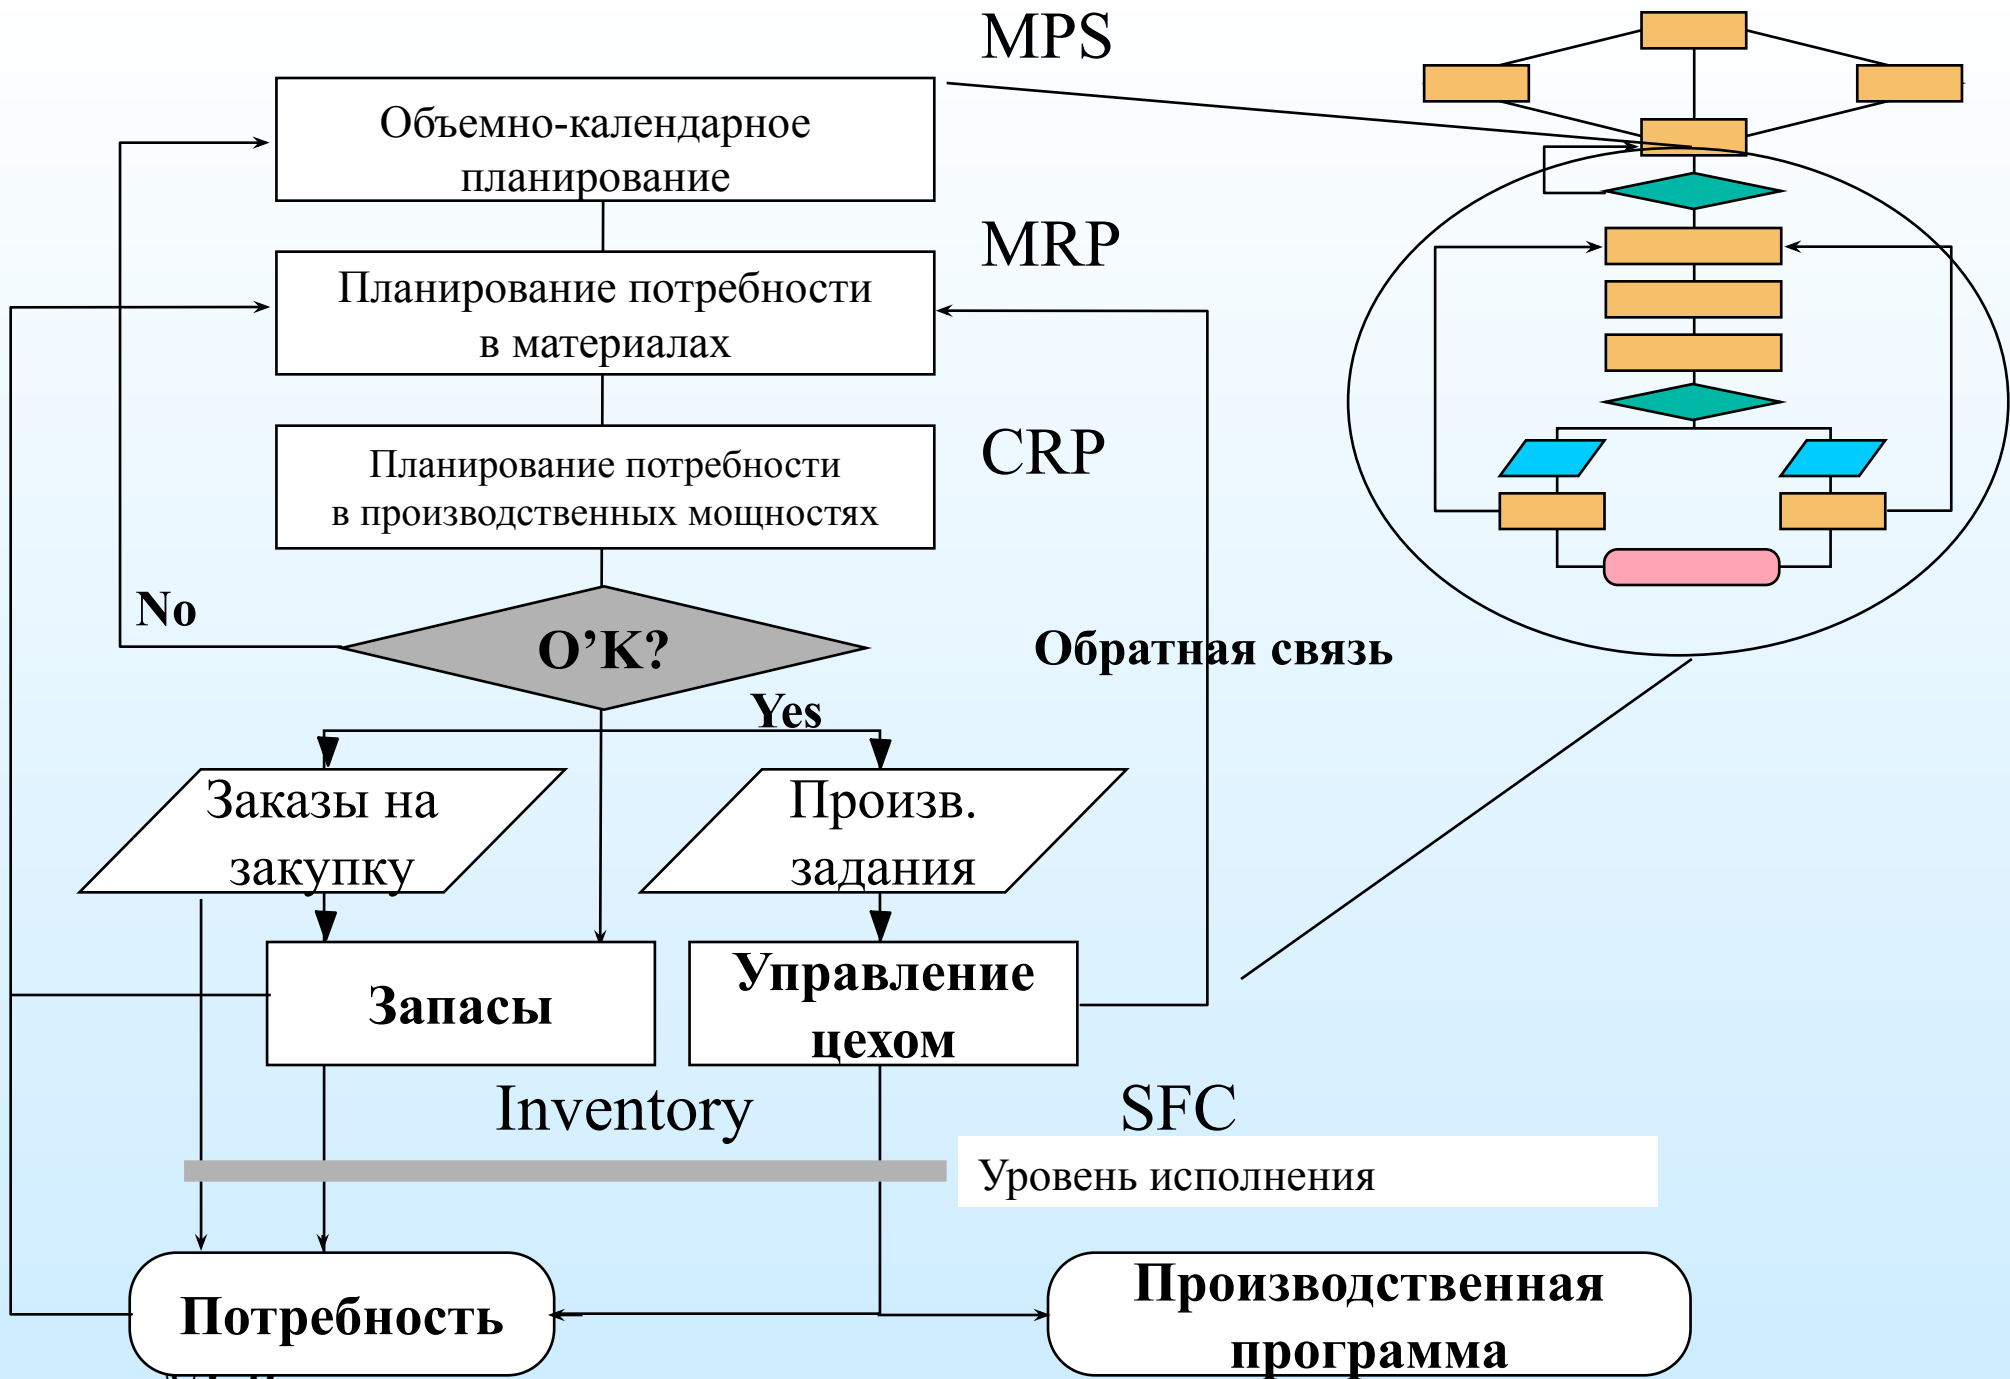 MPS
Объемно-календарное
планирование
MRP
Планирование потребности
в материалах
CRP
Планирование потребности
в производственных мощностях
No
O’K?
Обратная связь
Yes
Заказы на
закупку
Произв.
задания
Запасы
Управление
цехом
Inventory
SFC
Уровень исполнения
Потребность
Производственная
программа